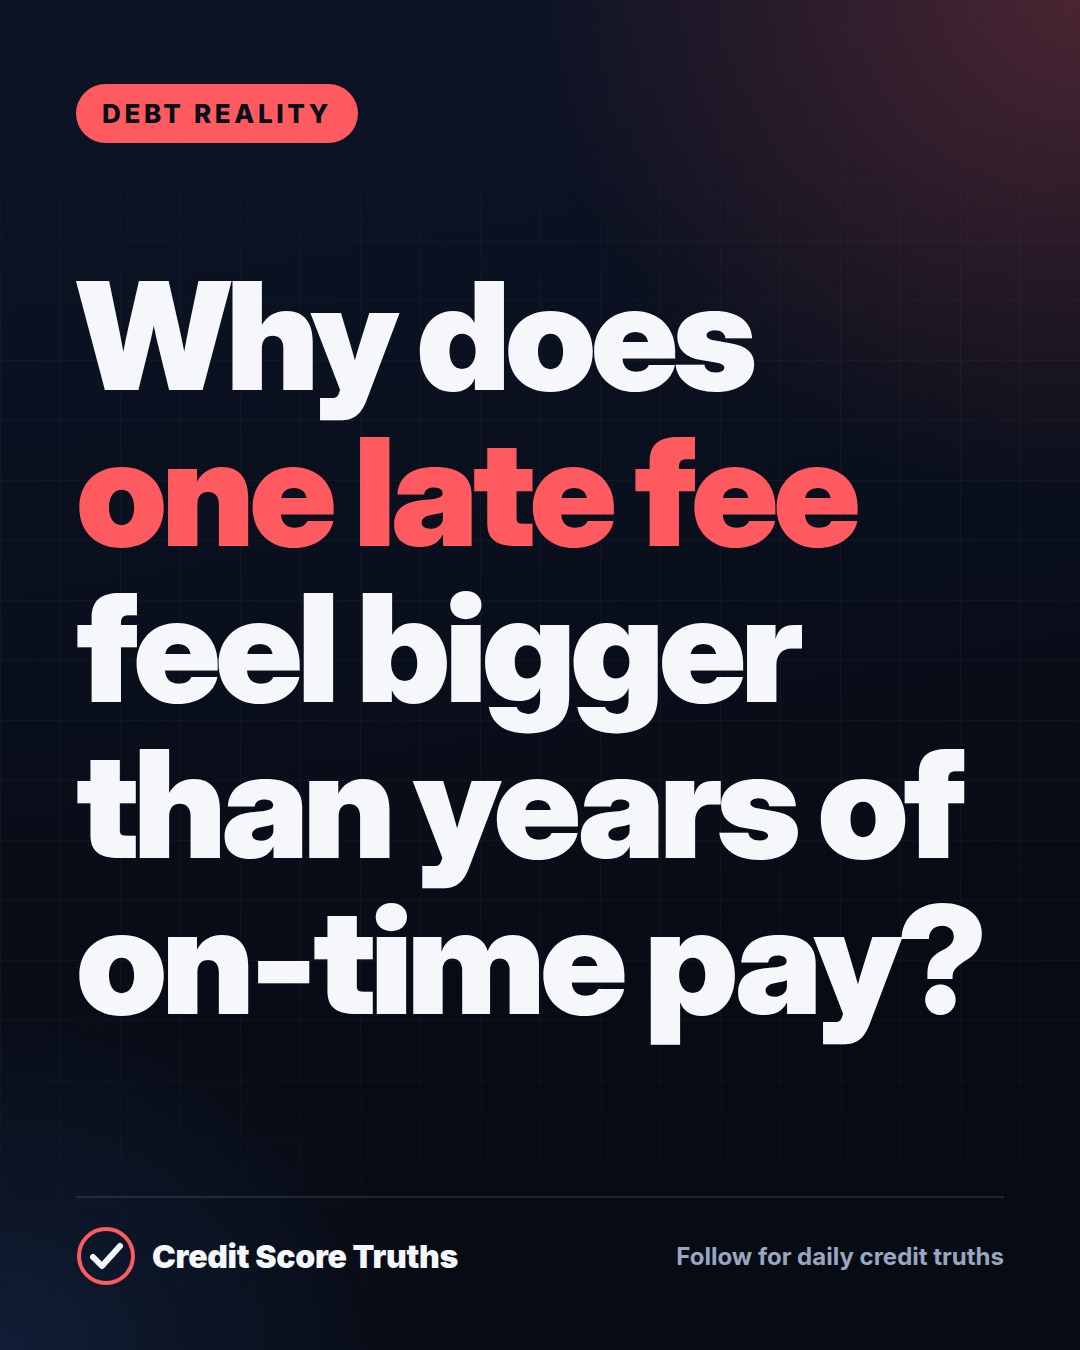 DEBT REALITY
Why does
one late fee
feel bigger
than years of
on-time pay?
Credit Score Truths
Follow for daily credit truths